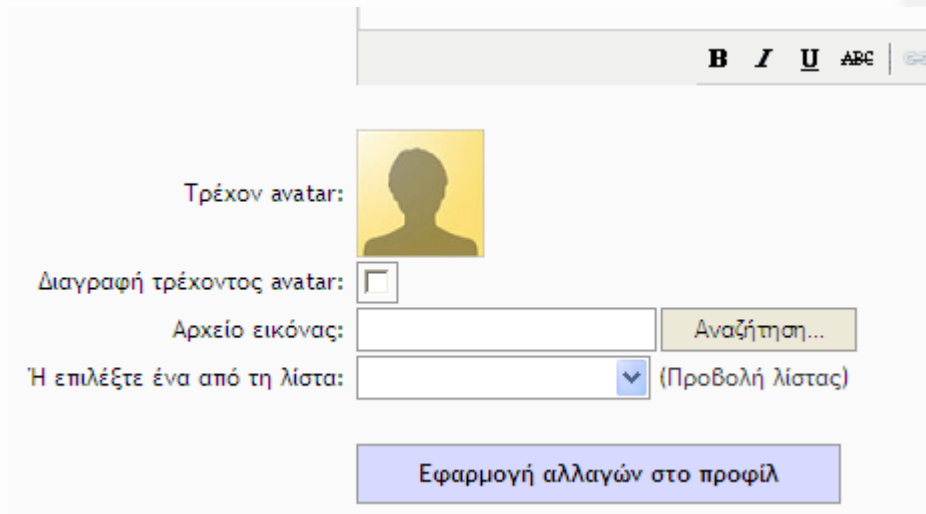 B I U ABC
Τρέχον avatar:
Διαγραφή τρέχοντος avatar:
Αρχείο εικόνας: Αναζήτηση...
Ή επιλέξτε ένα από τη λίστα: (Προβολή λίστας)
Εφαρμογή αλλαγών στο προφίλ